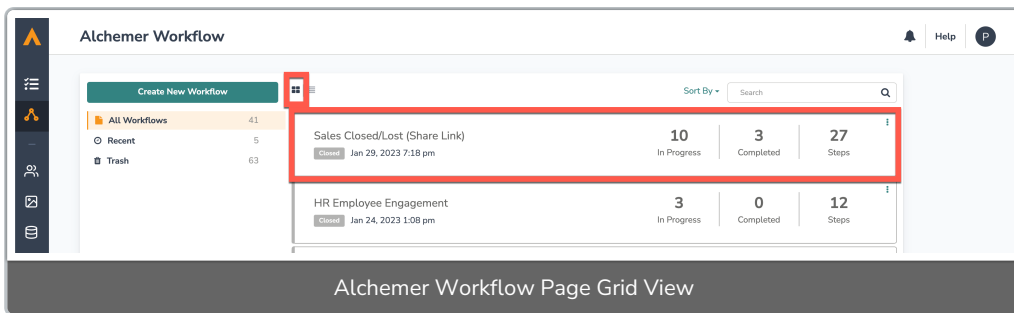 Alchemer Workflow
Help
P
Create New Workflow
Sort By
Search
All Workflows 41
Recent 5
Trash 63
Sales Closed/Lost (Share Link)
Closed Jan 29, 2023 7:18 pm
10 3 27
In Progress Completed Steps
HR Employee Engagement
Closed Jan 24, 2023 1:08 pm
3 0 12
In Progress Completed Steps
Alchemer Workflow Page Grid View